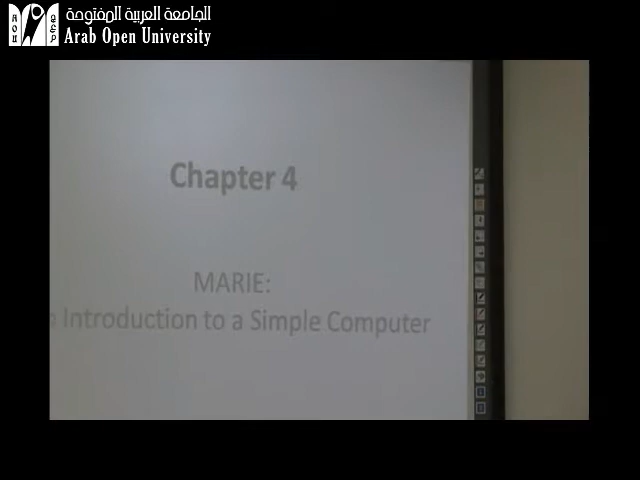 الجامعة العربية المفتوحة
Arab Open University
Chapter 4
MARIE:
Introduction to a Simple Computer